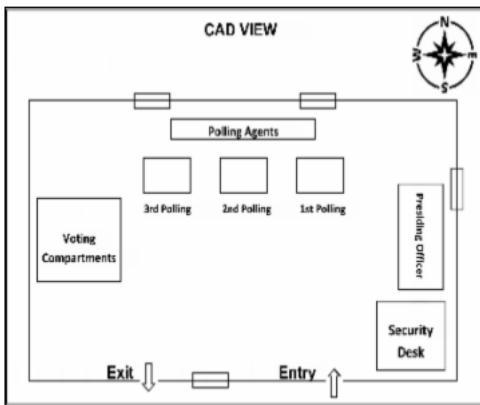 CAD VIEW
N
W
E
S
Polling Agents
3rd Polling
2nd Polling
1st Polling
Voting
Compartments
Presiding Officer
Security
Desk
Exit
Entry